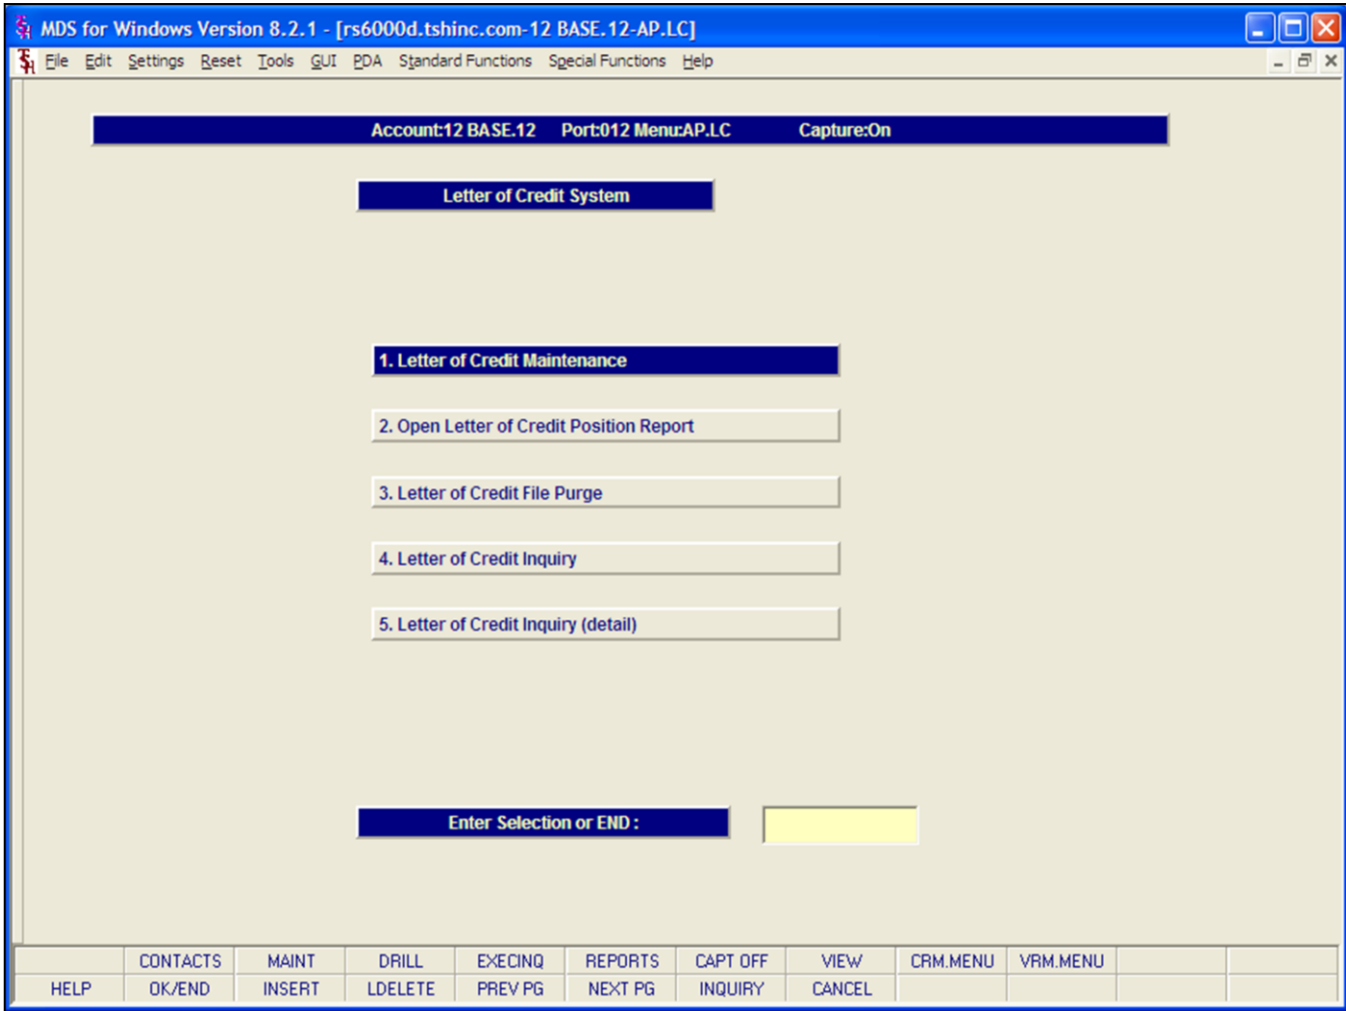 MDS for Windows Version 8.2.1 - [rs6000d.tshinc.com-12 BASE.12-AP.LC]
File Edit Settings Reset Tools GUI PDA Standard Functions Special Functions Help
Account:12 BASE.12 Port:012 Menu:AP.LC Capture:On
Letter of Credit System
1. Letter of Credit Maintenance
2. Open Letter of Credit Position Report
3. Letter of Credit File Purge
4. Letter of Credit Inquiry
5. Letter of Credit Inquiry (detail)
Enter Selection or END :
CONTACTS MAINT DRILL EXECINQ REPORTS CAPT OFF VIEW CRM.MENU VRM.MENU
HELP OK/END INSERT LDELETE PREV PG NEXT PG INQUIRY CANCEL